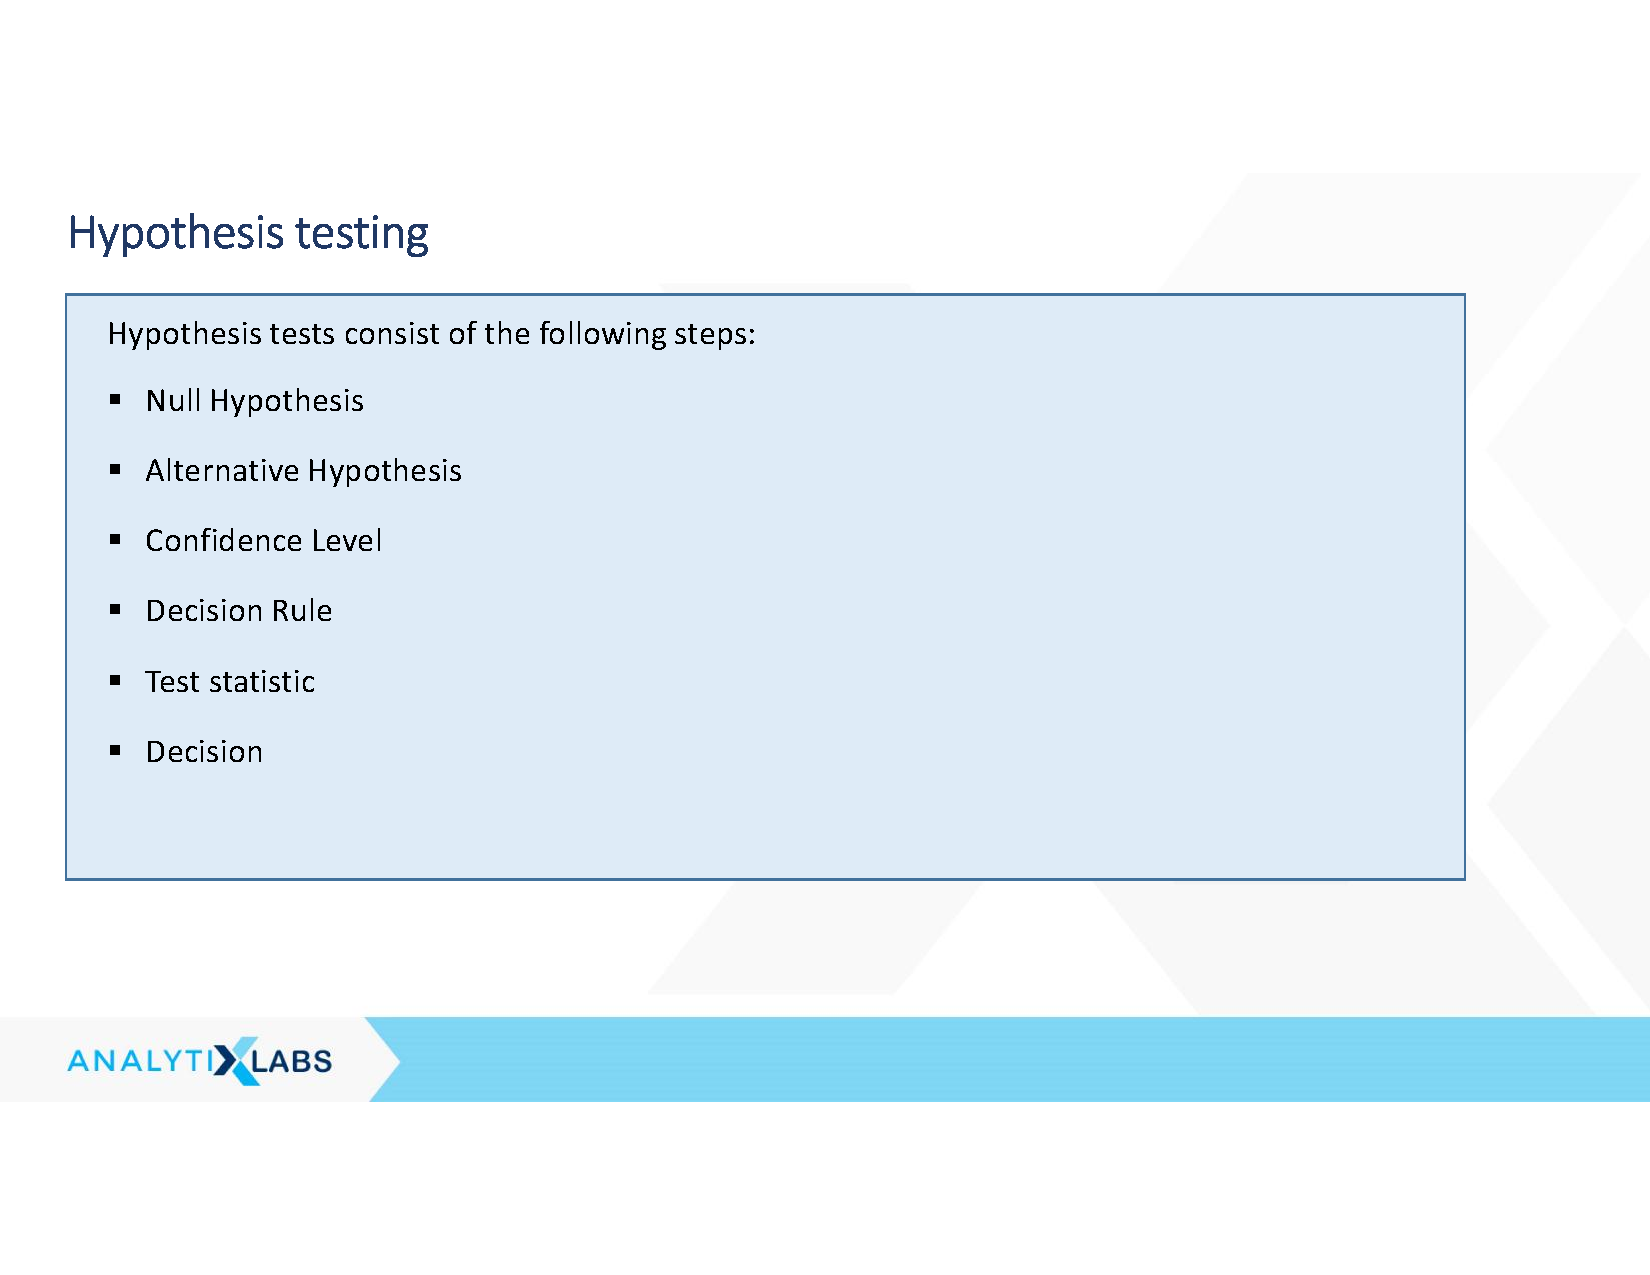 Hypothesis testing
Hypothesis tests consist of the following steps:
▪ Null Hypothesis
▪ Alternative Hypothesis
▪ Confidence Level
▪ Decision Rule
▪ Test statistic
▪ Decision
ANALYTIXLABS